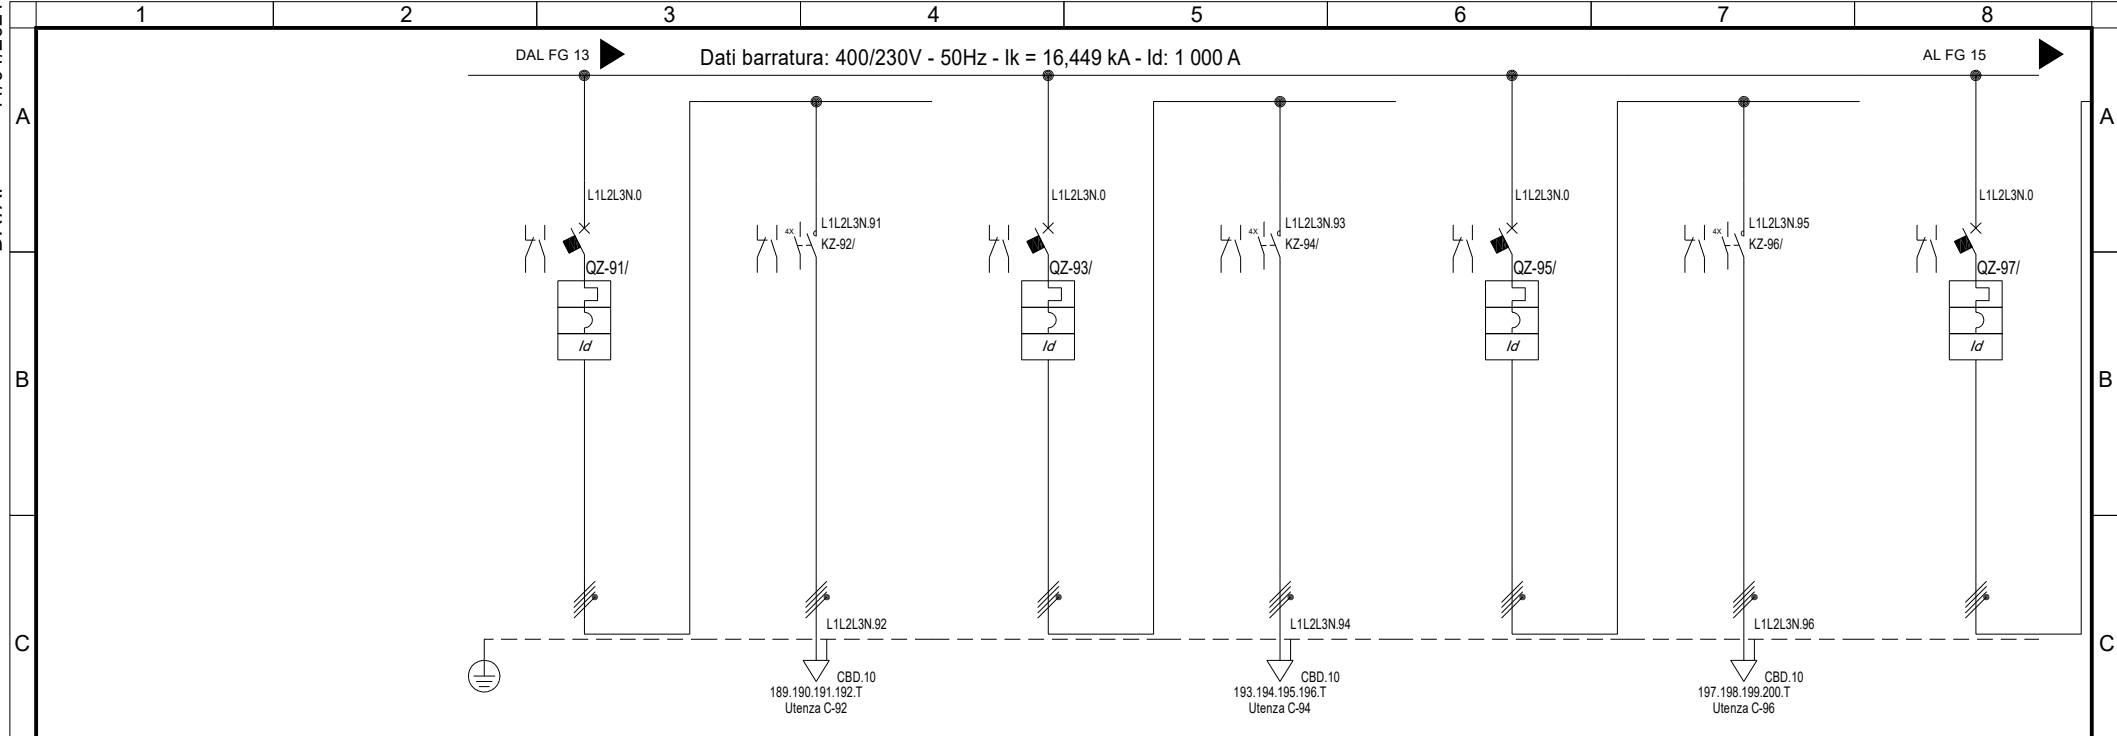 1 2 3 4 5 6 7 8
DAL FG 13 Dati barratura: 400/230V - 50Hz - Ik = 16,449 kA - Id: 1 000 A AL FG 15
A A
L1L2L3N.0 L1L2L3N.0 L1L2L3N.0 L1L2L3N.0
4X L1L2L3N.91 4X L1L2L3N.93 4X L1L2L3N.95
KZ-92/ KZ-94/ KZ-96/
QZ-91/ QZ-93/ QZ-95/ QZ-97/
Id Id Id Id
B B
L1L2L3N.92 L1L2L3N.94 L1L2L3N.96
C C
CBD.10 CBD.10 CBD.10
189.190.191.192.T 193.194.195.196.T 197.198.199.200.T
Utenza C-92 Utenza C-94 Utenza C-96